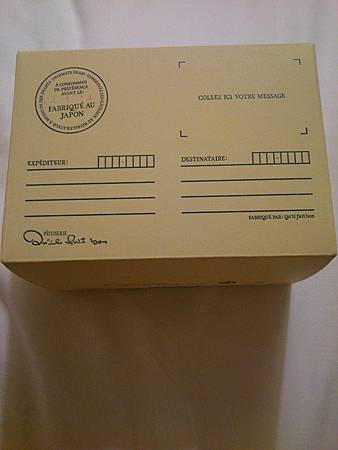 À CONSOMMER
DE PRÉFÉRENCE
AVANT LE:
FABRIQUÉ AU
JAPON
COLLEZ ICI VOTRE MESSAGE
EXPÉDITEUR:
DESTINATAIRE:
FABRIQUÉ PAR: Qu'il fait bon
PÂTISSERIE
Qu'il fait bon